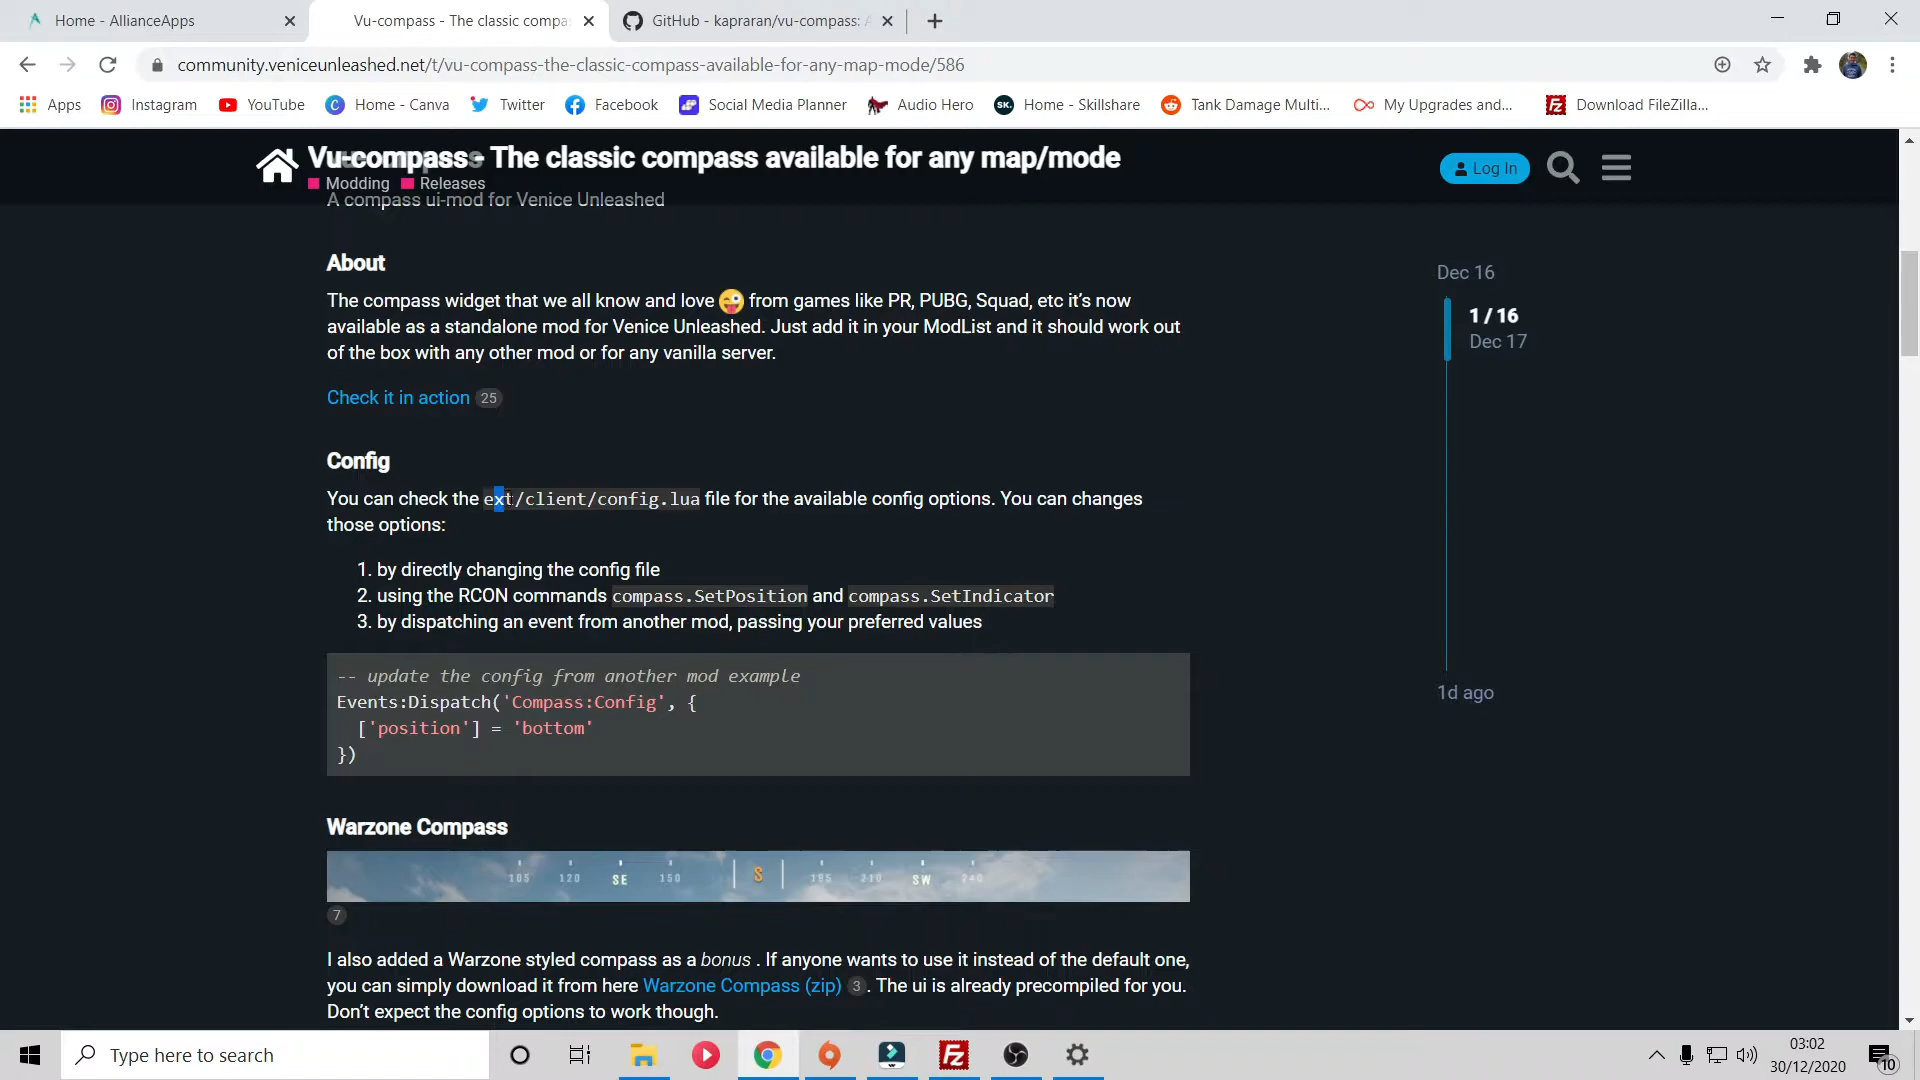 Home - AllianceApps
Vu-compass - The classic compa
GitHub - kapraran/vu-compass: A
community.veniceunleashed.net/t/vu-compass-the-classic-compass-available-for-any-map-mode/586
Apps Instagram YouTube Home - Canva Twitter Facebook Social Media Planner Audio Hero SK. Home - Skillshare Tank Damage Multi... My Upgrades and... Fz Download FileZilla...
Vu-compass - The classic compass available for any map/mode
Modding Releases
Log In
A compass ui-mod for Venice Unleashed
About
The compass widget that we all know and love 😜 from games like PR, PUBG, Squad, etc it's now
available as a standalone mod for Venice Unleashed. Just add it in your ModList and it should work out
of the box with any other mod or for any vanilla server.
Check it in action 25
Dec 16
1 / 16
Dec 17
1d ago
Config
You can check the ext/client/config.lua file for the available config options. You can changes
those options:
1. by directly changing the config file
2. using the RCON commands compass.SetPosition and compass.SetIndicator
3. by dispatching an event from another mod, passing your preferred values
-- update the config from another mod example
Events:Dispatch('Compass:Config', {
['position'] = 'bottom'
})
Warzone Compass
105 120 SE 150 S 195 210 SW 240
7
I also added a Warzone styled compass as a bonus . If anyone wants to use it instead of the default one,
you can simply download it from here Warzone Compass (zip) 3 . The ui is already precompiled for you.
Don't expect the config options to work though.
Type here to search
Fz
03:02
30/12/2020
10